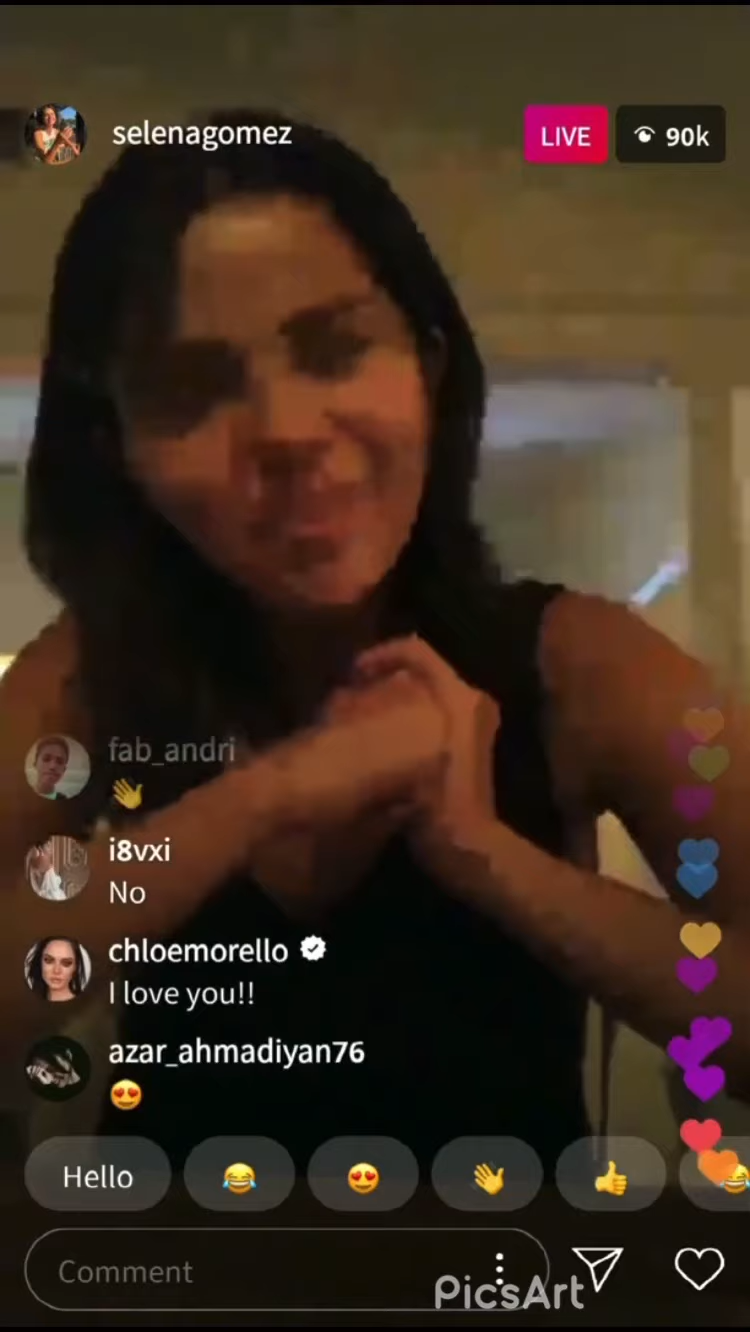 selenagomez
LIVE
90k
fab_andri
👋
i8vxi
No
chloemorello
I love you!!
azar_ahmadiyan76
😍
Hello 😂 😍 👋 👍 😂
Comment
PicsArt